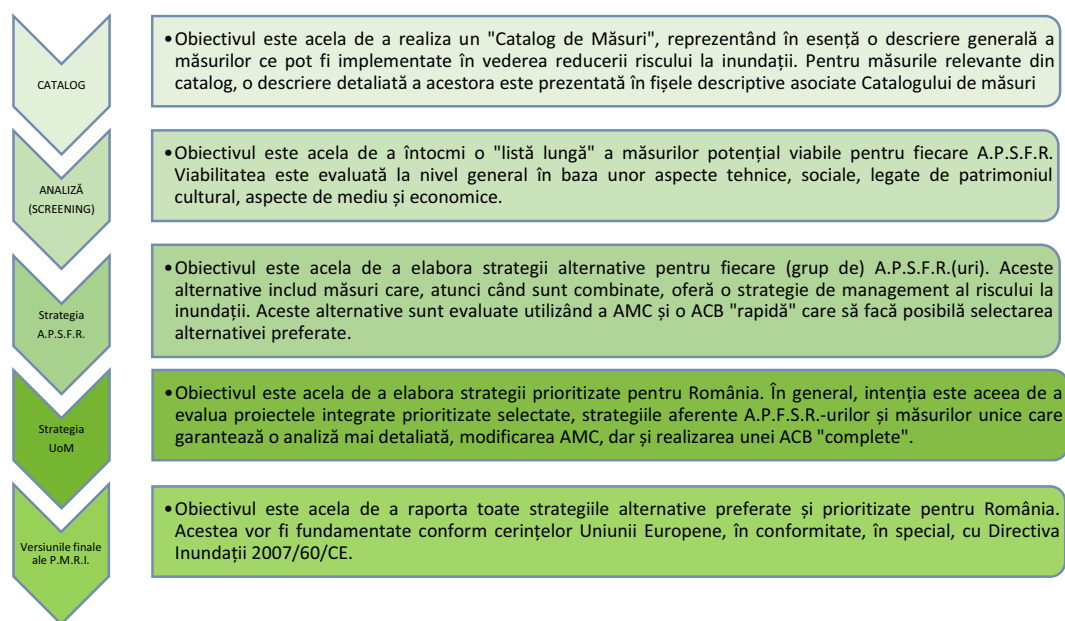 CATALOG
•Obiectivul este acela de a realiza un "Catalog de Măsuri", reprezentând în esență o descriere generală a
măsurilor ce pot fi implementate în vederea reducerii riscului la inundații. Pentru măsurile relevante din
catalog, o descriere detaliată a acestora este prezentată în fișele descriptive asociate Catalogului de măsuri
ANALIZĂ
(SCREENING)
•Obiectivul este acela de a întocmi o "listă lungă" a măsurilor potențial viabile pentru fiecare A.P.S.F.R.
Viabilitatea este evaluată la nivel general în baza unor aspecte tehnice, sociale, legate de patrimoniul
cultural, aspecte de mediu și economice.
Strategia
A.P.S.F.R.
•Obiectivul este acela de a elabora strategii alternative pentru fiecare (grup de) A.P.S.F.R.(uri). Aceste
alternative includ măsuri care, atunci când sunt combinate, oferă o strategie de management al riscului la
inundații. Aceste alternative sunt evaluate utilizând a AMC și o ACB "rapidă" care să facă posibilă selectarea
alternativei preferate.
Strategia
UoM
•Obiectivul este acela de a elabora strategii prioritizate pentru România. În general, intenția este aceea de a
evalua proiectele integrate prioritizate selectate, strategiile aferente A.P.F.S.R.-urilor și măsurilor unice care
garantează o analiză mai detaliată, modificarea AMC, dar și realizarea unei ACB "complete".
Versiunile finale
ale P.M.R.I.
•Obiectivul este acela de a raporta toate strategiile alternative preferate și prioritizate pentru România.
Acestea vor fi fundamentate conform cerințelor Uniunii Europene, în conformitate, în special, cu Directiva
Inundații 2007/60/CE.